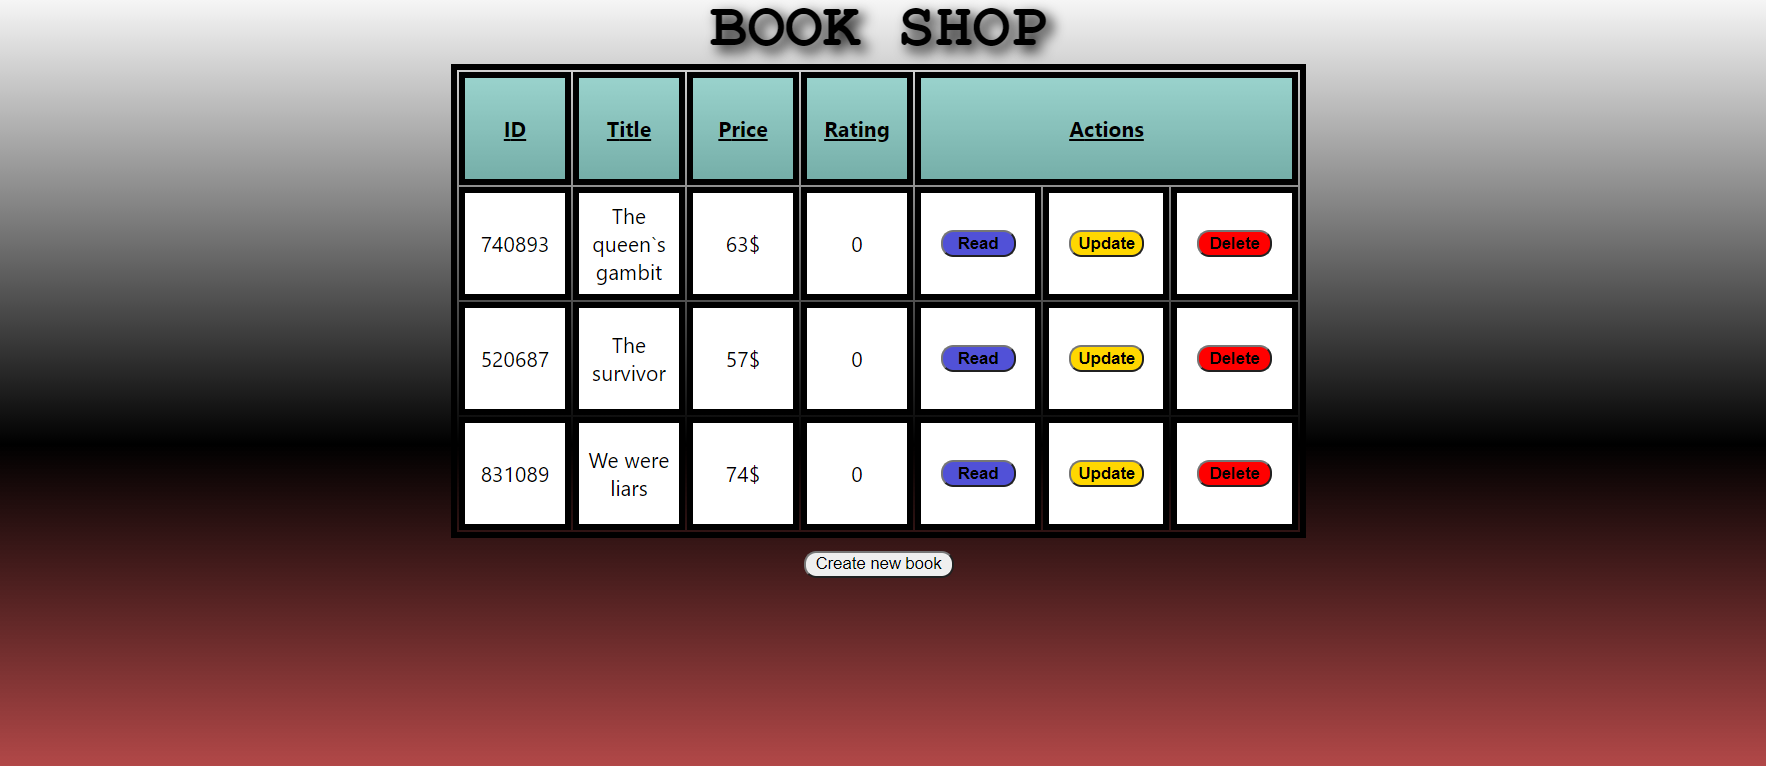 BOOK SHOP
ID Title Price Rating Actions
The
740893 queen`s 63$ 0 Read Update Delete
gambit
The
520687 57$ 0 Read Update Delete
survivor
We were
831089 74$ 0 Read Update Delete
liars
Create new book